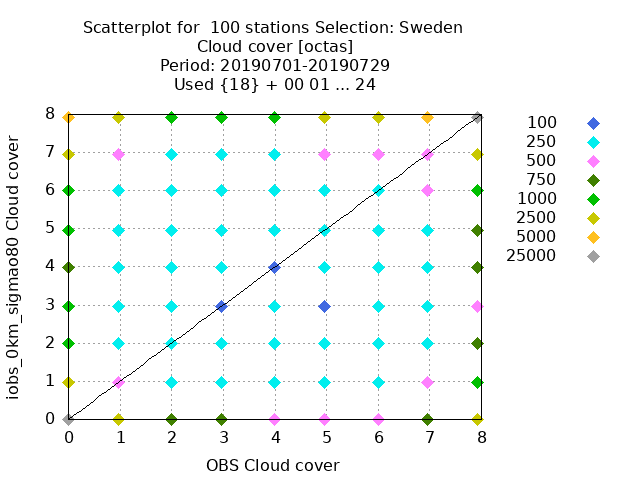 Scatterplot for  100 stations Selection: Sweden
Cloud cover [octas]
Period: 20190701-20190729
Used {18} + 00 01 ... 24
iobs_0km_sigmao80 Cloud cover
8
7
6
5
4
3
2
1
0
0 1 2 3 4 5 6 7 8
OBS Cloud cover
100
250
500
750
1000
2500
5000
25000